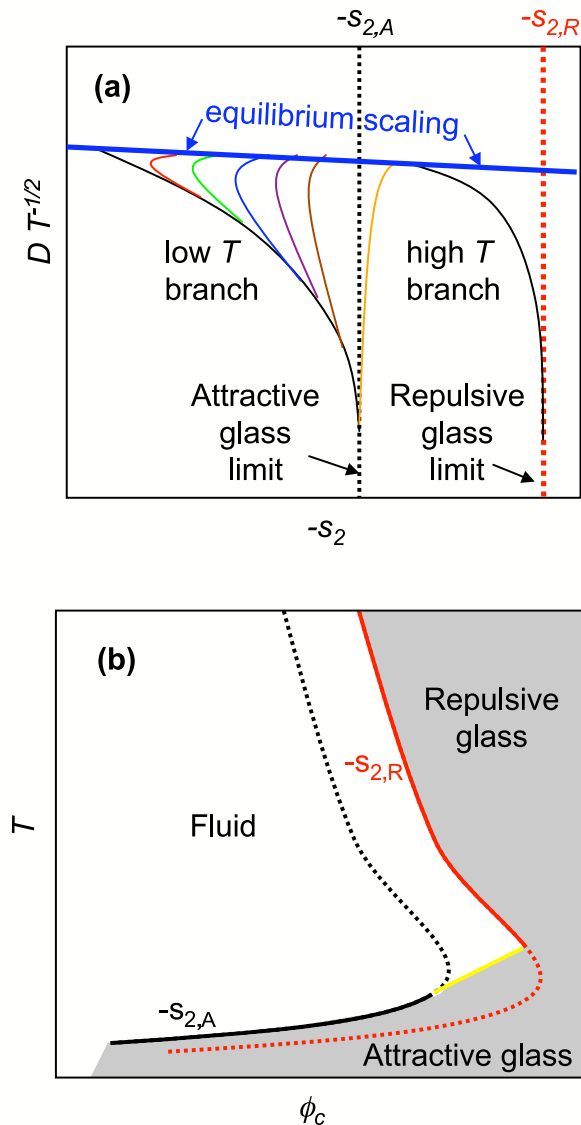 -s2,A
-s2,R
(a)
equilibrium scaling
D T-1/2
low T
branch
high T
branch
Attractive
glass
limit
Repulsive
glass
limit
-s2
(b)
Repulsive
glass
-s2,R
T
Fluid
-s2,A
Attractive glass
ϕc